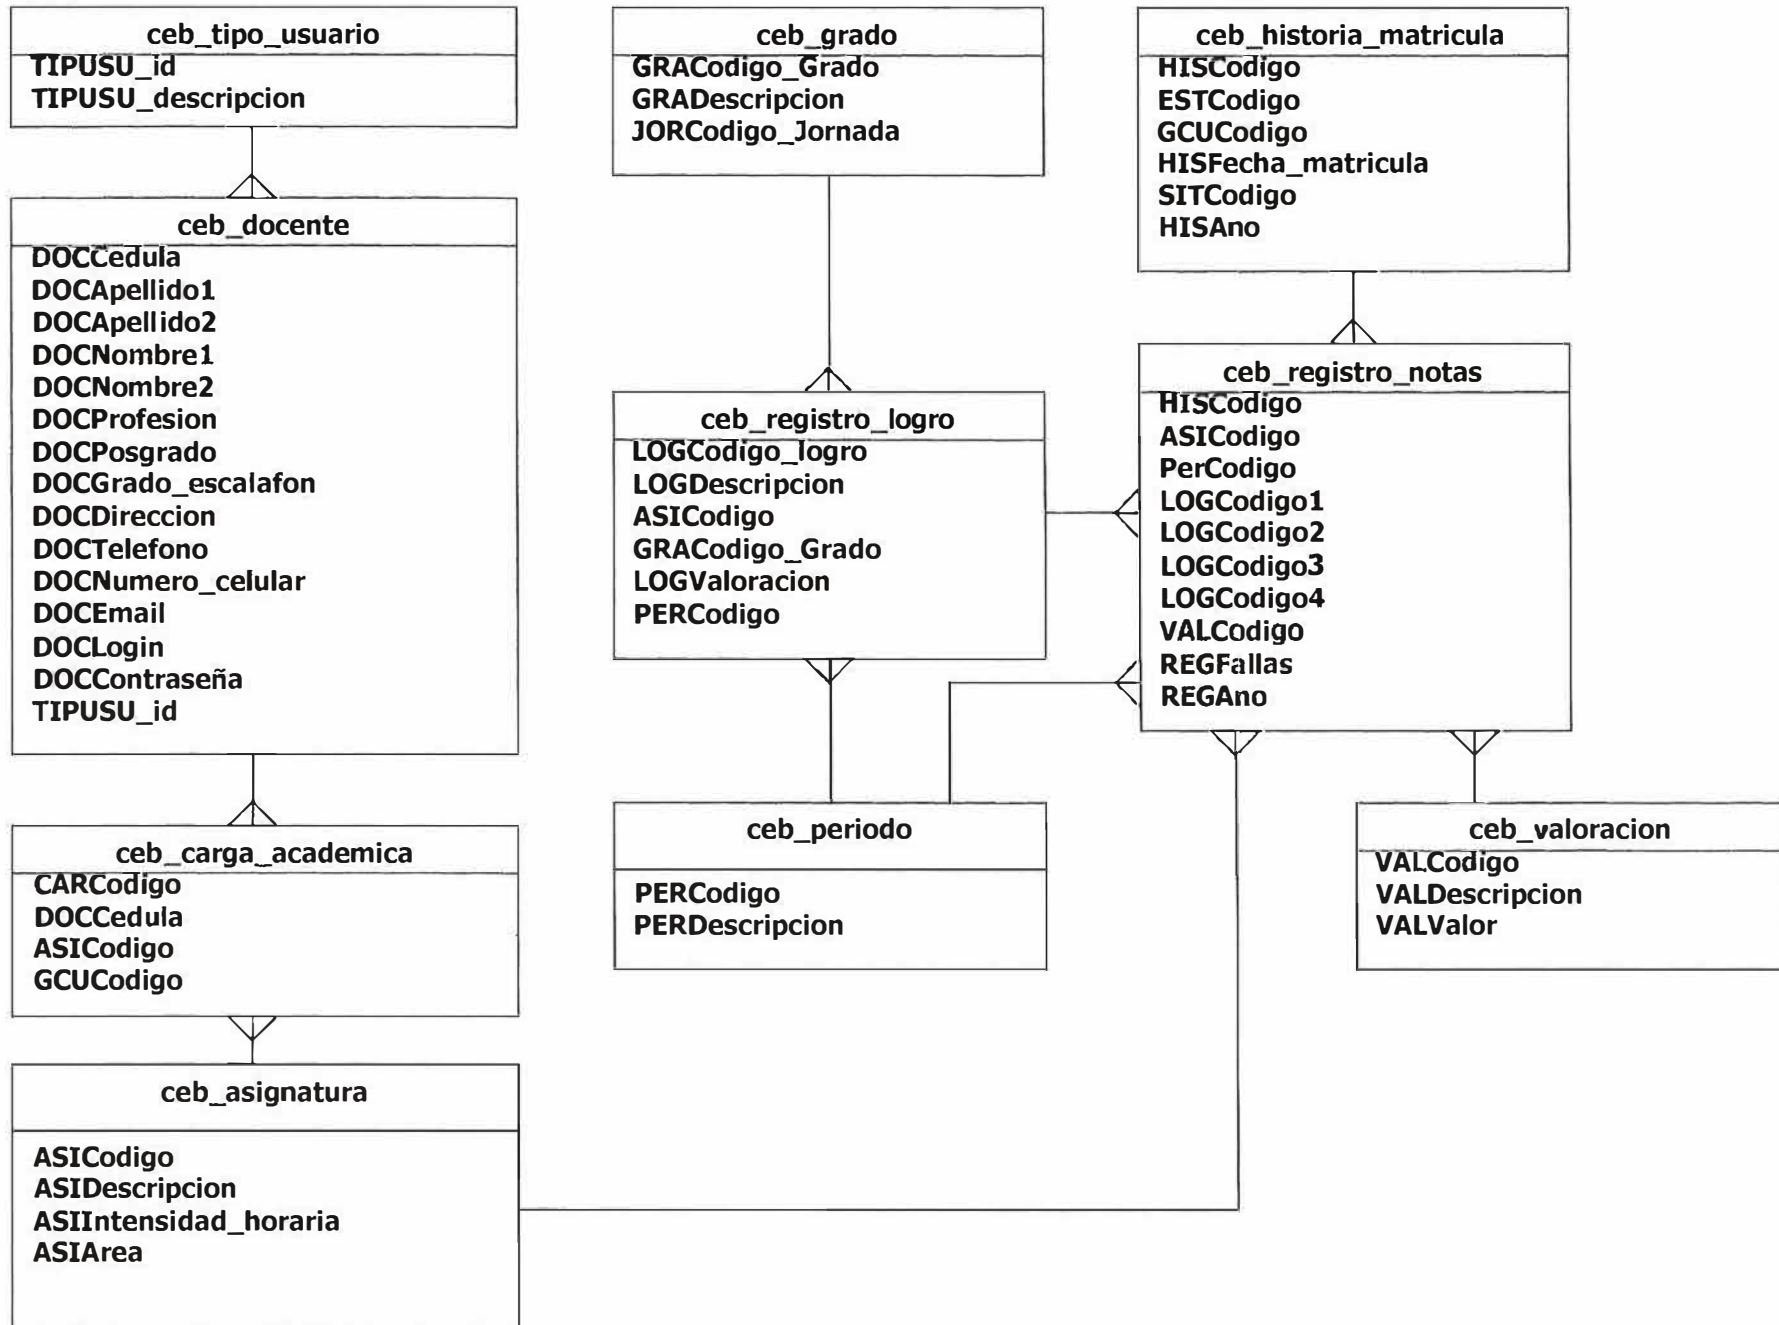 ceb_tipo_usuario
TIPUSU_id
TIPUSU_descripcion
ceb_docente
DOCCedula
DOCApellido1
DOCApellido2
DOCNombre1
DOCNombre2
DOCProfesion
DOCPosgrado
DOCGrado_escalafon
DOCDireccion
DOCTelefono
DOCNumero_celular
DOCEmail
DOCLogin
DOCContraseña
TIPUSU_id
ceb_carga_academica
CARCodigo
DOCCedula
ASICodigo
GCUCodigo
ceb_asignatura
ASICodigo
ASIDescripcion
ASIIntensidad_horaria
ASIArea
ceb_grado
GRACodigo_Grado
GRADescripcion
JORCodigo_Jornada
ceb_registro_logro
LOGCodigo_logro
LOGDescripcion
ASICodigo
GRACodigo_Grado
LOGValoracion
PERCodigo
ceb_periodo
PERCodigo
PERDescripcion
ceb_historia_matricula
HISCodigo
ESTCodigo
GCUCodigo
HISFecha_matricula
SITCodigo
HISAno
ceb_registro_notas
HISCodigo
ASICodigo
PerCodigo
LOGCodigo1
LOGCodigo2
LOGCodigo3
LOGCodigo4
VALCodigo
REGFallas
REGAno
ceb_valoracion
VALCodigo
VALDescripcion
VALValor